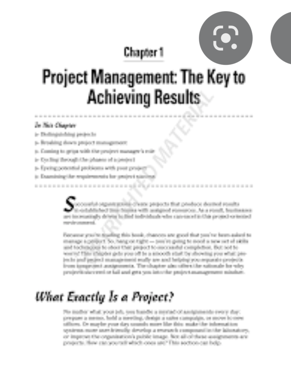 Chapter 1
Project Management: The Key to
Achieving Results
In This Chapter
Distinguishing projects
Breaking down project management
Coming to grips with the project manager's role
Cycling through the phases of a project
Eyeing potential problems with your project
Examining the requirements for project success
COPYRIGHTED MATERIAL
Successful organizations create projects that produce desired results
in established time frames with assigned resources. As a result, businesses
are increasingly driven to find individuals who can excel in this project-oriented
environment.
Because you're reading this book, chances are good that you've been asked to
manage a project. So, hang on tight — you're going to need a new set of skills
and techniques to steer that project to successful completion. But not to
worry! This chapter gets you off to a smooth start by showing you what pro-
jects and project management really are and helping you separate projects
from nonproject assignments. The chapter also offers the rationale for why
projects succeed or fail and gets you into the project-management mindset.
What Exactly Is a Project?
No matter what your job, you handle a myriad of assignments every day:
prepare a memo, hold a meeting, design a sales campaign, or move to new
offices. Or maybe your day sounds more like this: make the information
systems more user-friendly, develop a research compound in the laboratory,
or improve the organization's public image. Not all of these assignments are
projects. How can you tell which ones are? This section can help.